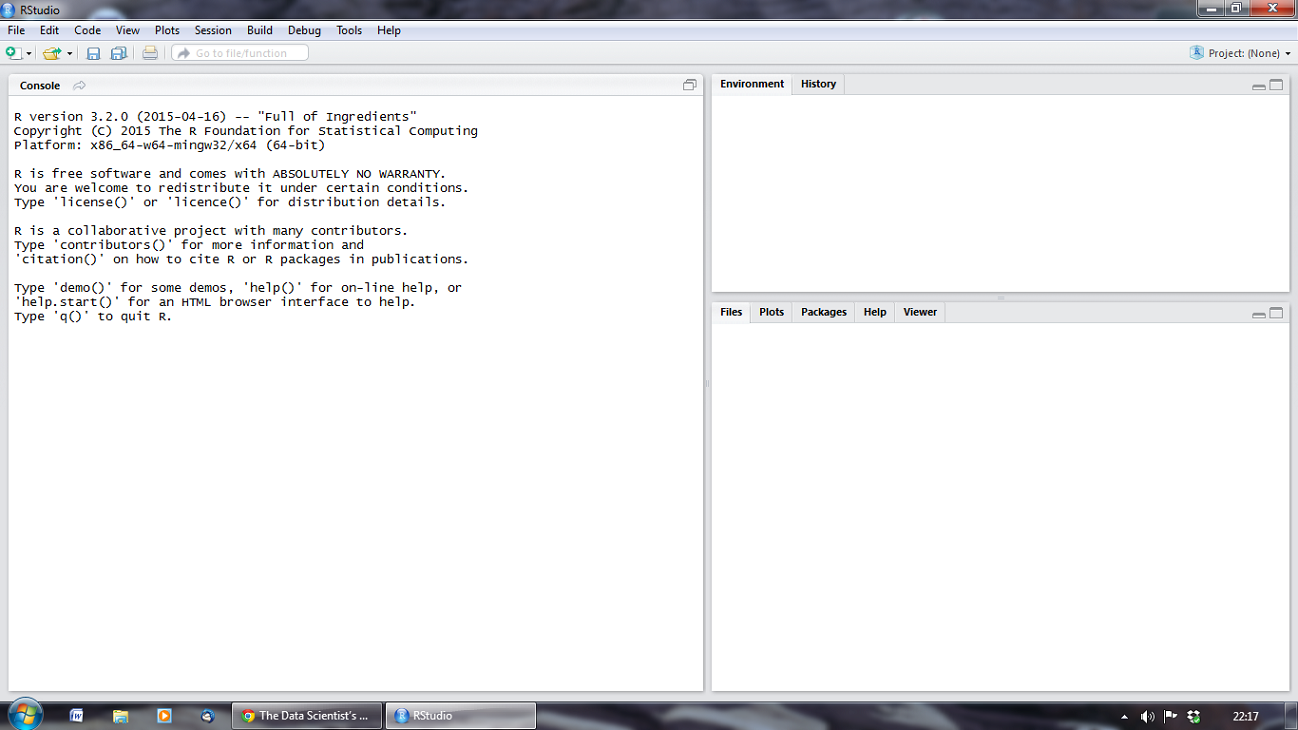 RStudio
File Edit Code View Plots Session Build Debug Tools Help
Go to file/function
Project: (None)
Console
R version 3.2.0 (2015-04-16) -- "Full of Ingredients"
Copyright (C) 2015 The R Foundation for Statistical Computing
Platform: x86_64-w64-mingw32/x64 (64-bit)
R is free software and comes with ABSOLUTELY NO WARRANTY.
You are welcome to redistribute it under certain conditions.
Type 'license()' or 'licence()' for distribution details.
R is a collaborative project with many contributors.
Type 'contributors()' for more information and
'citation()' on how to cite R or R packages in publications.
Type 'demo()' for some demos, 'help()' for on-line help, or
'help.start()' for an HTML browser interface to help.
Type 'q()' to quit R.
Environment History
Files Plots Packages Help Viewer
The Data Scientist's ...
RStudio
22:17